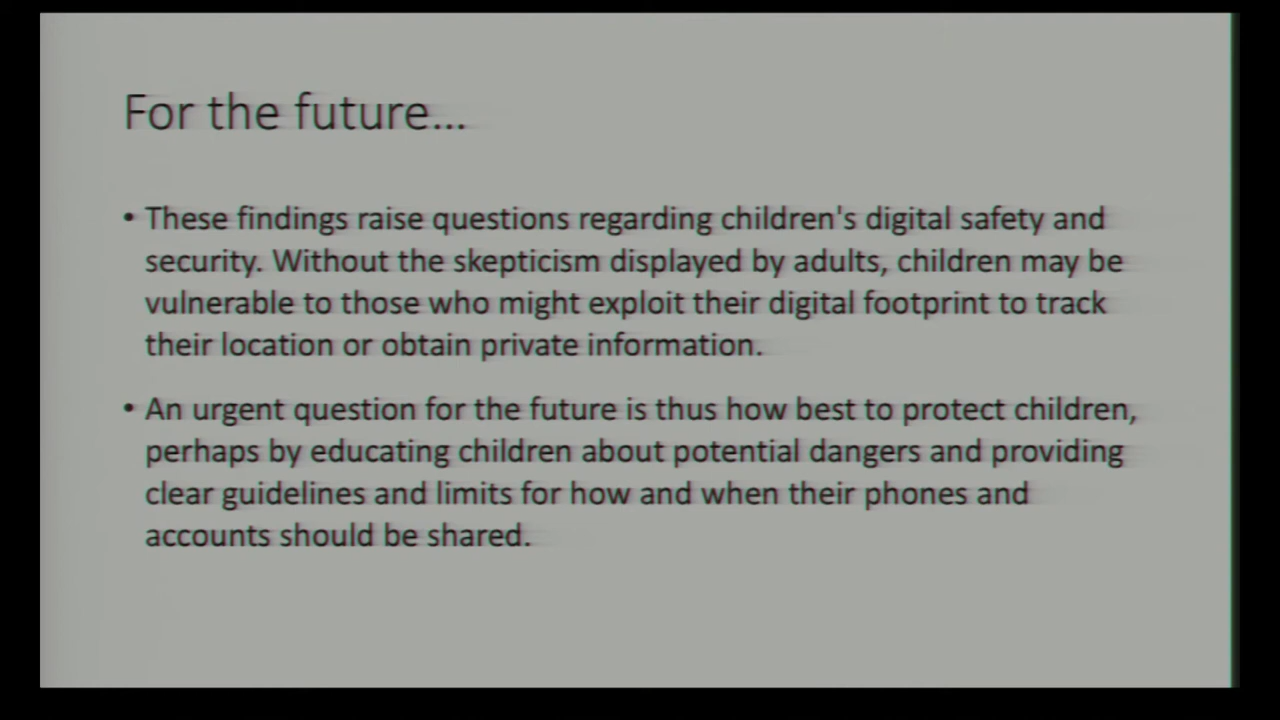 For the future...
• These findings raise questions regarding children's digital safety and
security. Without the skepticism displayed by adults, children may be
vulnerable to those who might exploit their digital footprint to track
their location or obtain private information.
• An urgent question for the future is thus how best to protect children,
perhaps by educating children about potential dangers and providing
clear guidelines and limits for how and when their phones and
accounts should be shared.